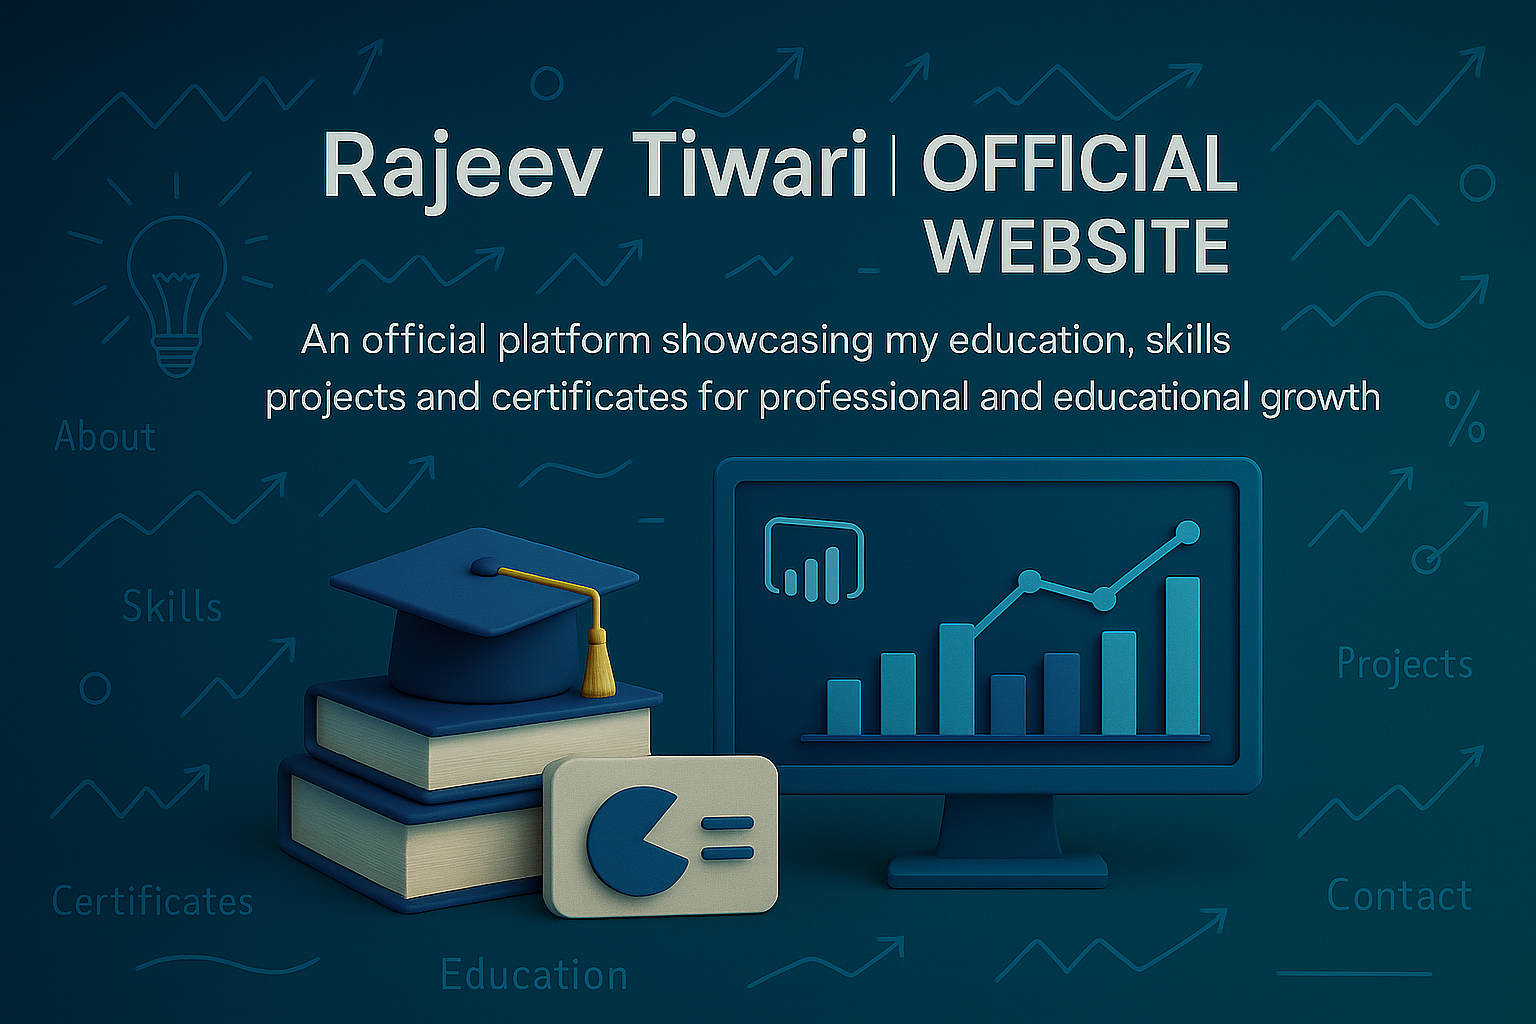 Rajeev Tiwari | OFFICIAL
WEBSITE
An official platform showcasing my education, skills
projects and certificates for professional and educational growth
%
About
Skills
Projects
Certificates
Contact
Education